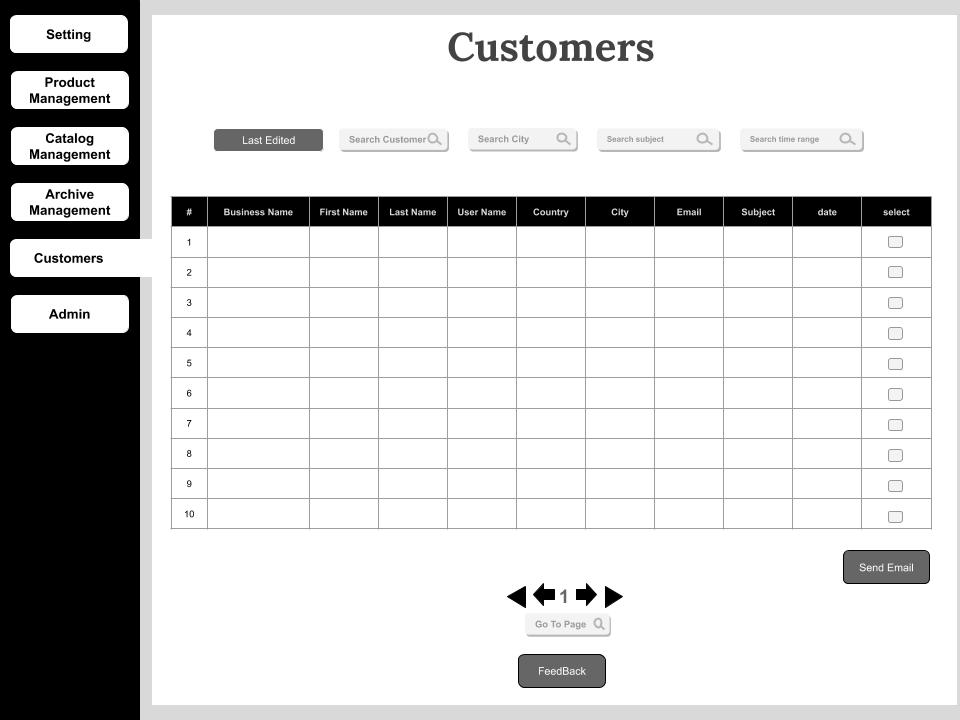 Setting
Product
Management
Catalog
Management
Archive
Management
Customers
Admin
Customers
Last Edited
Search Customer
Search City
Search subject
Search time range
# Business Name First Name Last Name User Name Country City Email Subject date select
1
2
3
4
5
6
7
8
9
10
Send Email
1
Go To Page
FeedBack